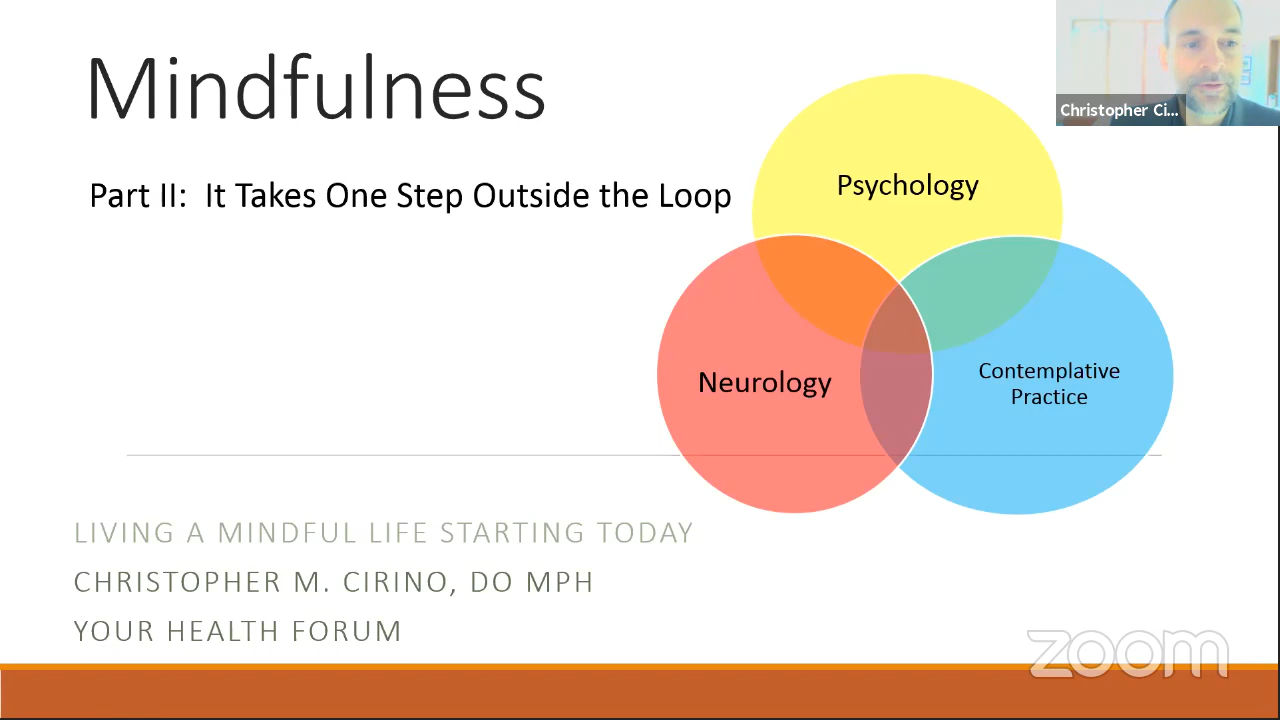 Mindfulness
Part II:  It Takes One Step Outside the Loop
Christopher Ci...
Psychology
Neurology
Contemplative
Practice
LIVING A MINDFUL LIFE STARTING TODAY
CHRISTOPHER M. CIRINO, DO MPH
YOUR HEALTH FORUM
zoom